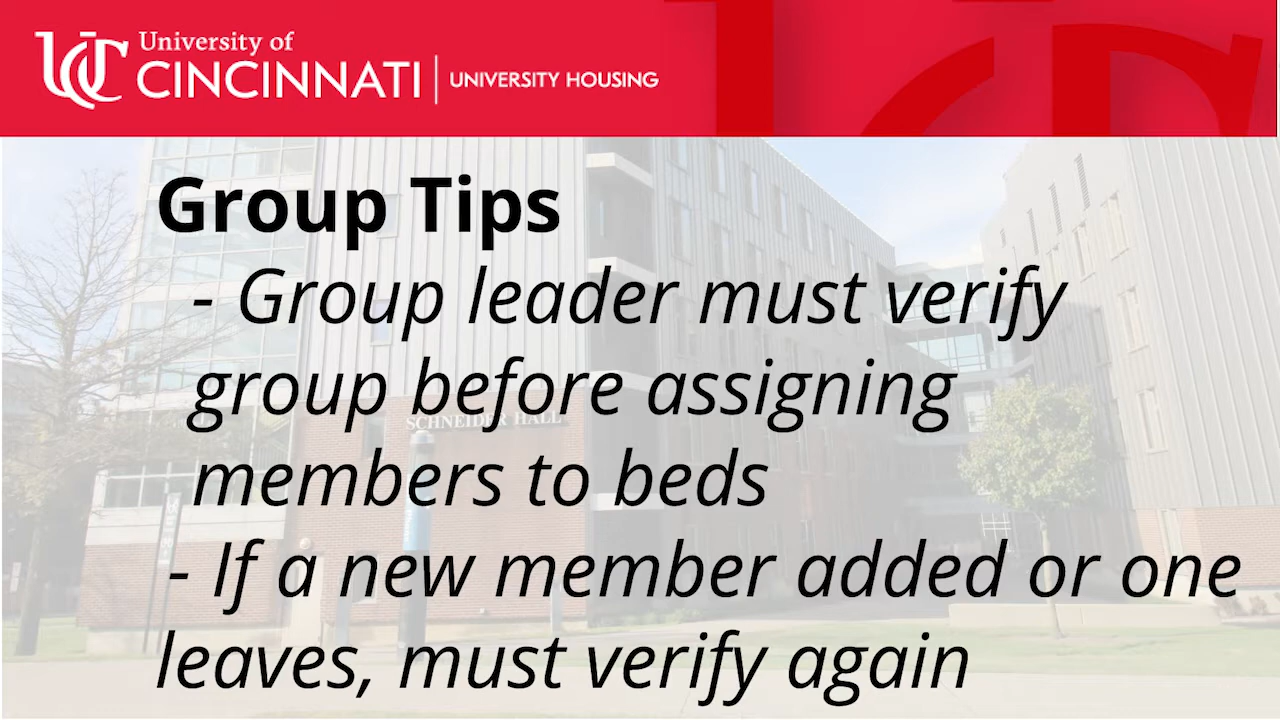 UC University of
CINCINNATI | UNIVERSITY HOUSING
Group Tips
- Group leader must verify
group before assigning
SCHNEIDER HALL
members to beds
- If a new member added or one
leaves, must verify again